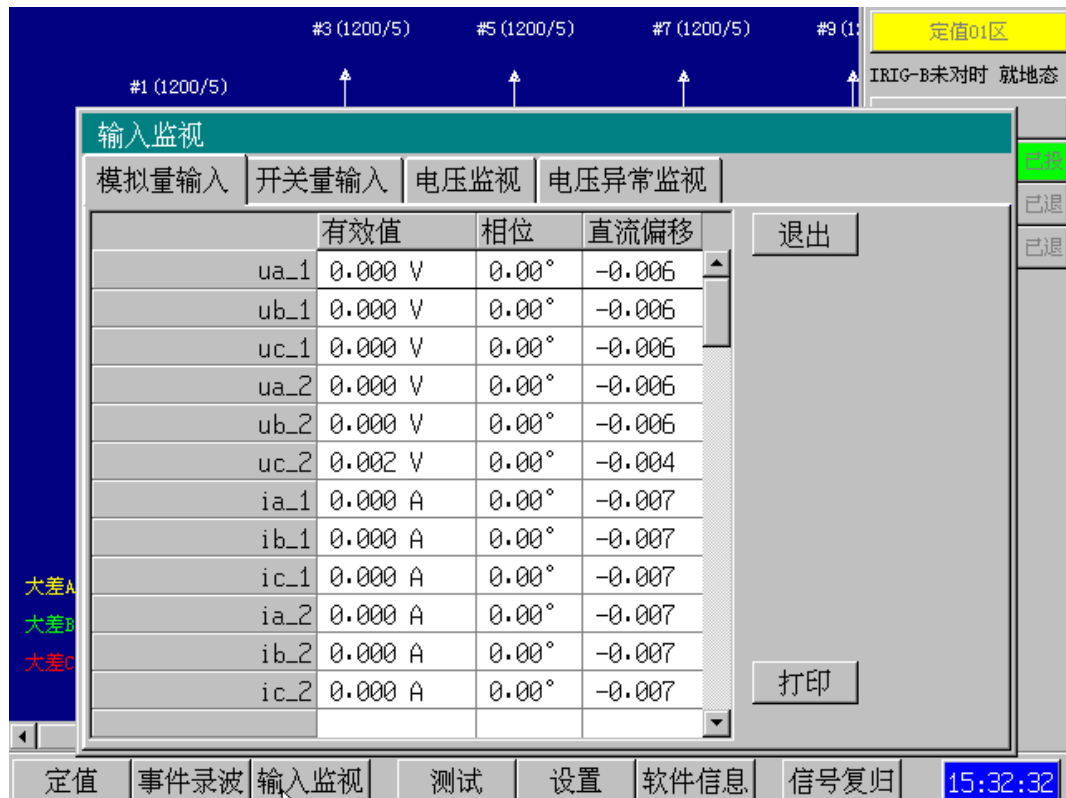 #3(1200/5) #5(1200/5) #7(1200/5) #9(1
定值01区
IRIG-B未对时 就地态
#1(1200/5)
输入监视
模拟量输入 开关量输入 电压监视 电压异常监视
已投
已退
已退
有效值 相位 直流偏移
退出
ua_1 0.000 V 0.00° -0.006
ub_1 0.000 V 0.00° -0.006
uc_1 0.000 V 0.00° -0.006
ua_2 0.000 V 0.00° -0.006
ub_2 0.000 V 0.00° -0.006
uc_2 0.002 V 0.00° -0.004
ia_1 0.000 A 0.00° -0.007
ib_1 0.000 A 0.00° -0.007
ic_1 0.000 A 0.00° -0.007
ia_2 0.000 A 0.00° -0.007
ib_2 0.000 A 0.00° -0.007
ic_2 0.000 A 0.00° -0.007
大差A
大差B
大差C
打印
定值 事件录波 输入监视 测试 设置 软件信息 信号复归 15:32:32